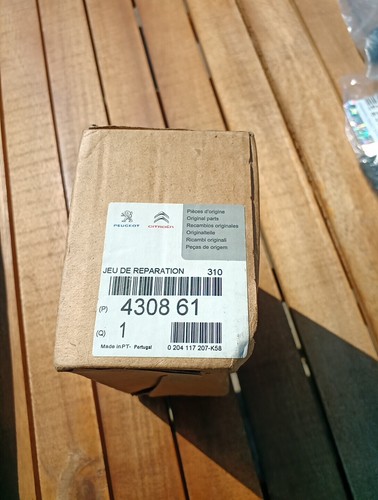 PEUGEOT
CITROËN
Pièces d'origine
Original parts
Recambios originales
Originalteile
Ricambi originali
Peças de origem
JEU DE REPARATION 310
(P) 4308 61
(Q) 1
Made in PT- Portugal 0 204 117 207-K58